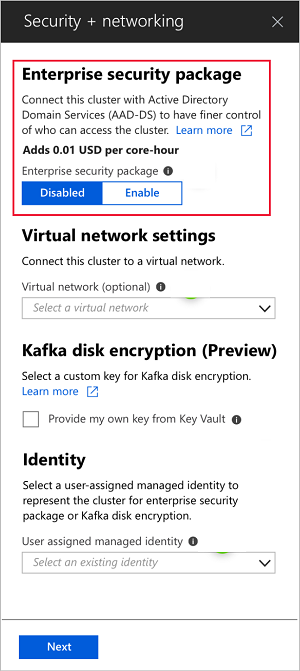 Security + networking
Enterprise security package
Connect this cluster with Active Directory
Domain Services (AAD-DS) to have finer control
of who can access the cluster. Learn more
Adds 0.01 USD per core-hour
Enterprise security package
Disabled Enable
Virtual network settings
Connect this cluster to a virtual network.
Virtual network (optional)
Select a virtual network
Kafka disk encryption (Preview)
Select a custom key for Kafka disk encryption.
Learn more
Provide my own key from Key Vault
Identity
Select a user-assigned managed identity to
represent the cluster for enterprise security
package or Kafka disk encryption.
User assigned managed identity
Select an existing identity
Next